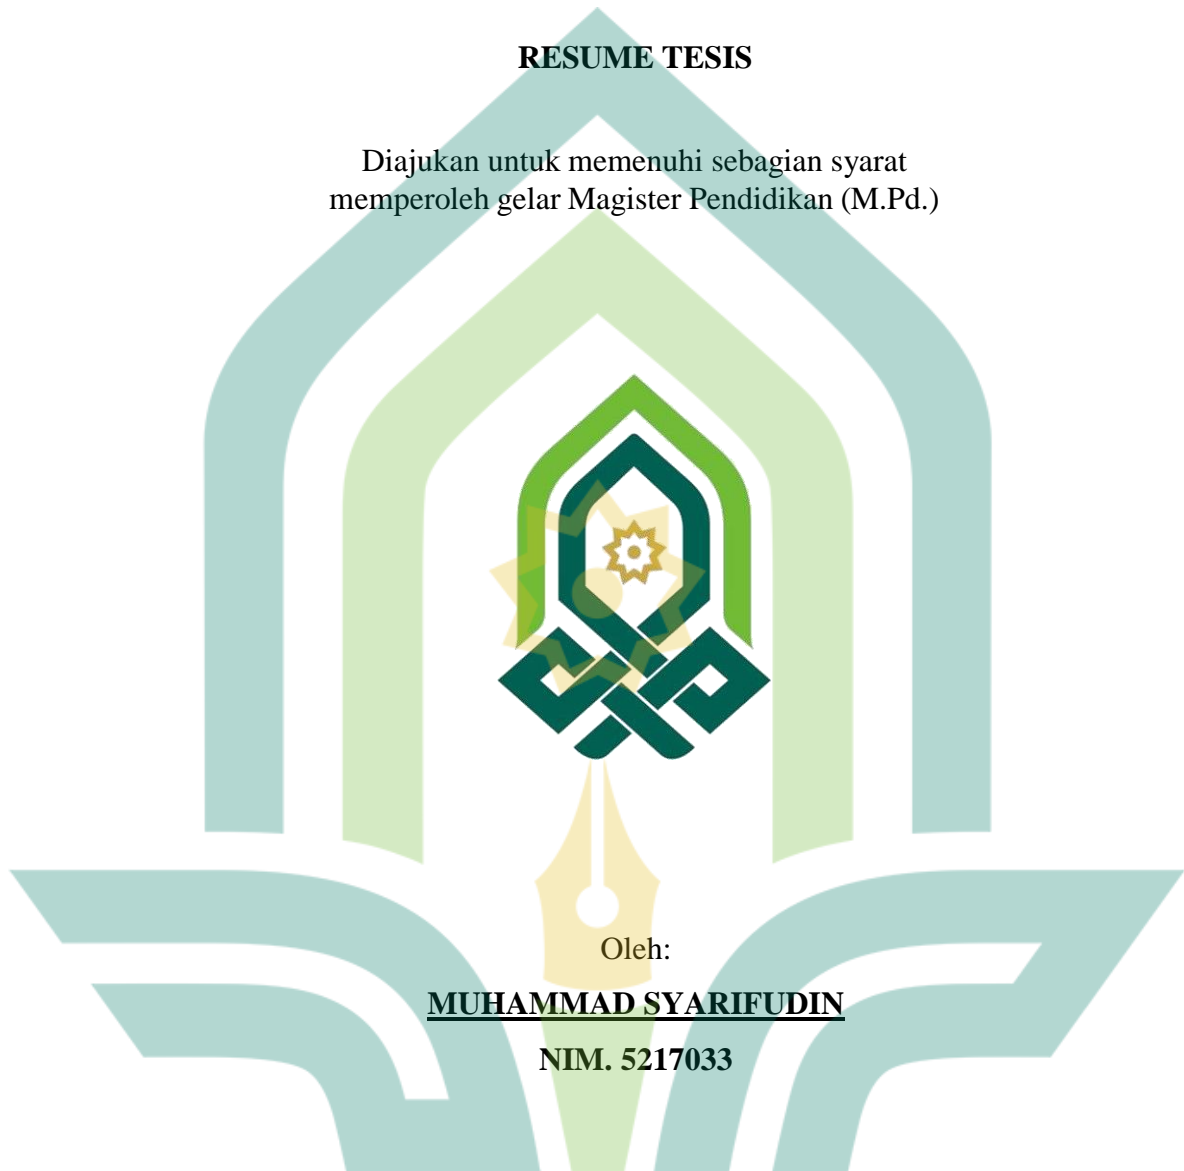 RESUME TESIS
Diajukan untuk memenuhi sebagian syarat
memperoleh gelar Magister Pendidikan (M.Pd.)
Oleh:
MUHAMMAD SYARIFUDIN
NIM. 5217033